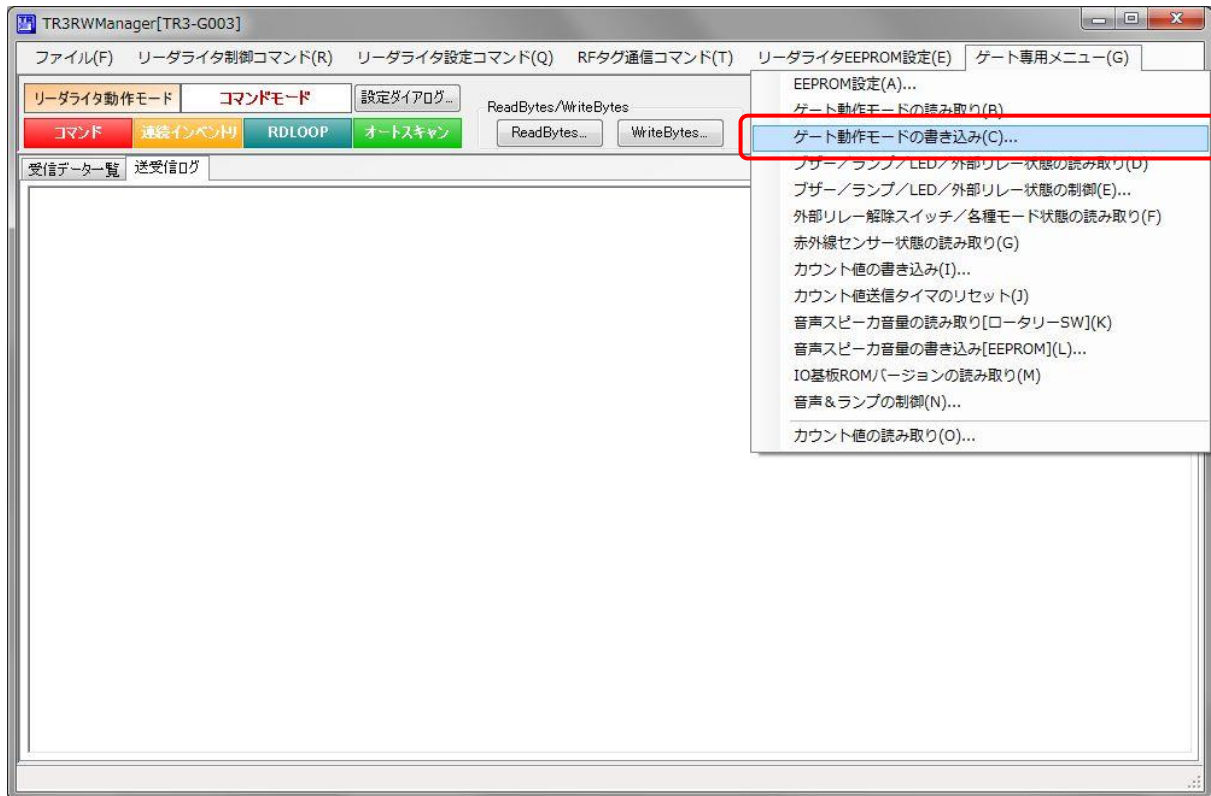 TR3RWManager[TR3-G003]
ファイル(F) リーダライタ制御コマンド(R) リーダライタ設定コマンド(Q) RFタグ通信コマンド(T) リーダライタEEPROM設定(E) ゲート専用メニュー(G)
リーダライタ動作モード コマンドモード 設定ダイアログ...
ReadBytes/WriteBytes
コマンド 連続インベントリ RDLOOP オートスキャン ReadBytes... WriteBytes...
受信データ一覧 送受信ログ
EEPROM設定(A)...
ゲート動作モードの読み取り(B)
ゲート動作モードの書き込み(C)...
ブザー／ランプ／LED／外部リレー状態の読み取り(D)
ブザー／ランプ／LED／外部リレー状態の制御(E)...
外部リレー解除スイッチ／各種モード状態の読み取り(F)
赤外線センサー状態の読み取り(G)
カウント値の書き込み(I)...
カウント値送信タイマのリセット(J)
音声スピーカ音量の読み取り[ロータリーSW](K)
音声スピーカ音量の書き込み[EEPROM](L)...
IO基板ROMバージョンの読み取り(M)
音声＆ランプの制御(N)...
カウント値の読み取り(O)...